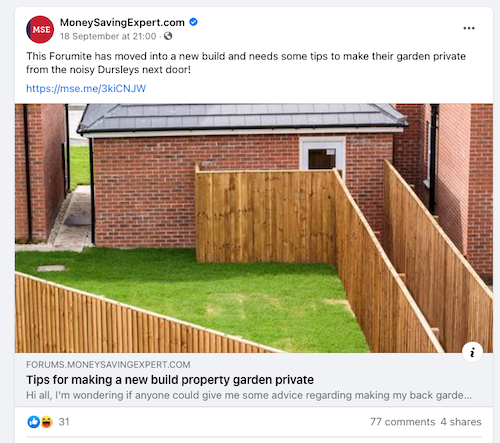 MSE
MoneySavingExpert.com
18 September at 21:00 ·
This Forumite has moved into a new build and needs some tips to make their garden private
from the noisy Dursleys next door!
https://mse.me/3kiCNJW
FORUMS.MONEYSAVINGEXPERT.COM
Tips for making a new build property garden private
Hi all, I'm wondering if anyone could give me some advice regarding making my back garde...
31
77 comments 4 shares